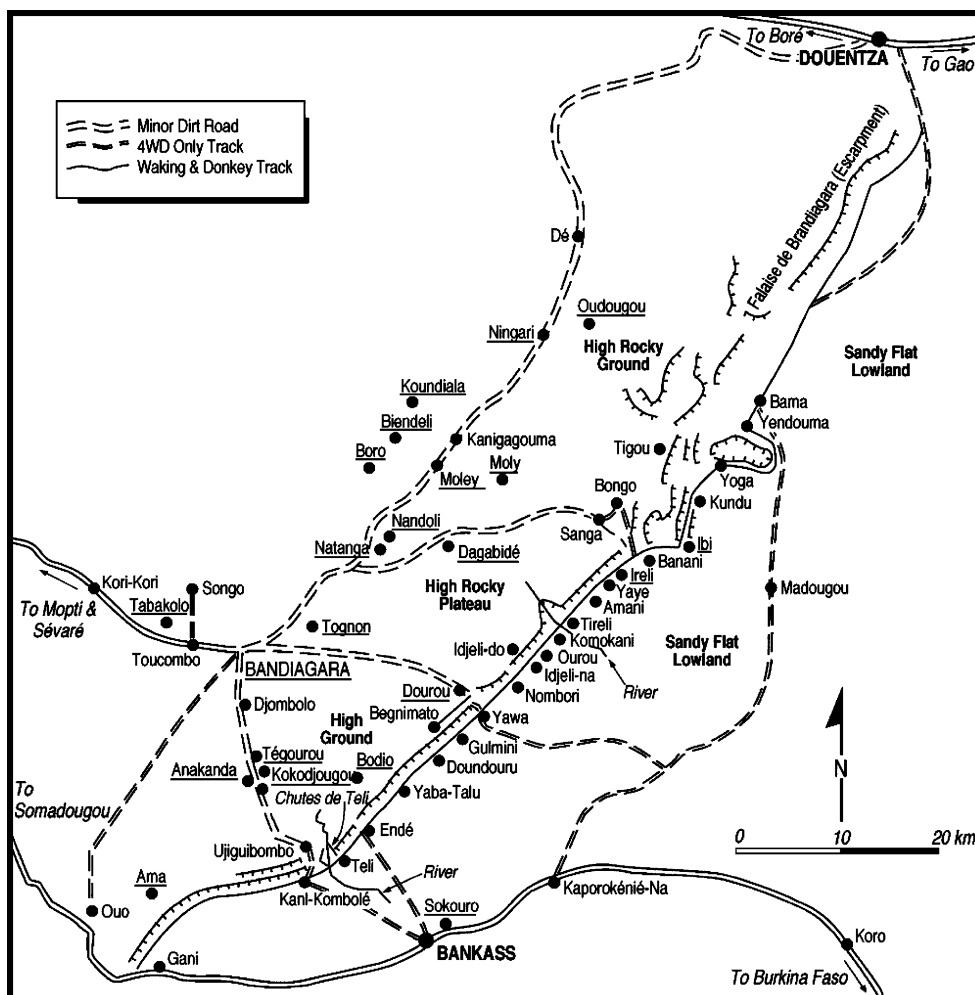 To Boré
DOUENTZA
To Gao
Minor Dirt Road
4WD Only Track
Waking & Donkey Track
Falaise de Brandiagara (Escarpment)
Dé
Oudougou
Ningari
High Rocky
Ground
Sandy Flat
Lowland
Koundiala
Bama
Yendouma
Biendeli
Kanigagouma
Boro
Moly
Tigou
Moley
Yoga
Bongo
Kundu
Nandoli
Sanga
Natanga
Dagabidé
Ibi
Banani
Kori-Kori
Songo
High Rocky
Plateau
Ireli
Yaye
Madougou
To Mopti &
Sévaré
Tabakolo
Amani
Tognon
Tireli
Sandy Flat
Lowland
Toucombo
Idjeli-do
Komokani
BANDIAGARA
Ourou
Idjeli-na
River
Dourou
Nombori
Djombolo
Begnimato
Yawa
High
Ground
Gulmini
Tégourou
Bodio
Doundouru
Anakanda
Kokodjougou
N
To
Somadougou
Chutes de Teli
Yaba-Talu
Endé
0 10 20 km
Ujiguibombo
Teli
River
Ama
Kanl-Kombolé
Kaporokénié-Na
Ouo
Sokouro
BANKASS
Koro
Gani
To Burkina Faso